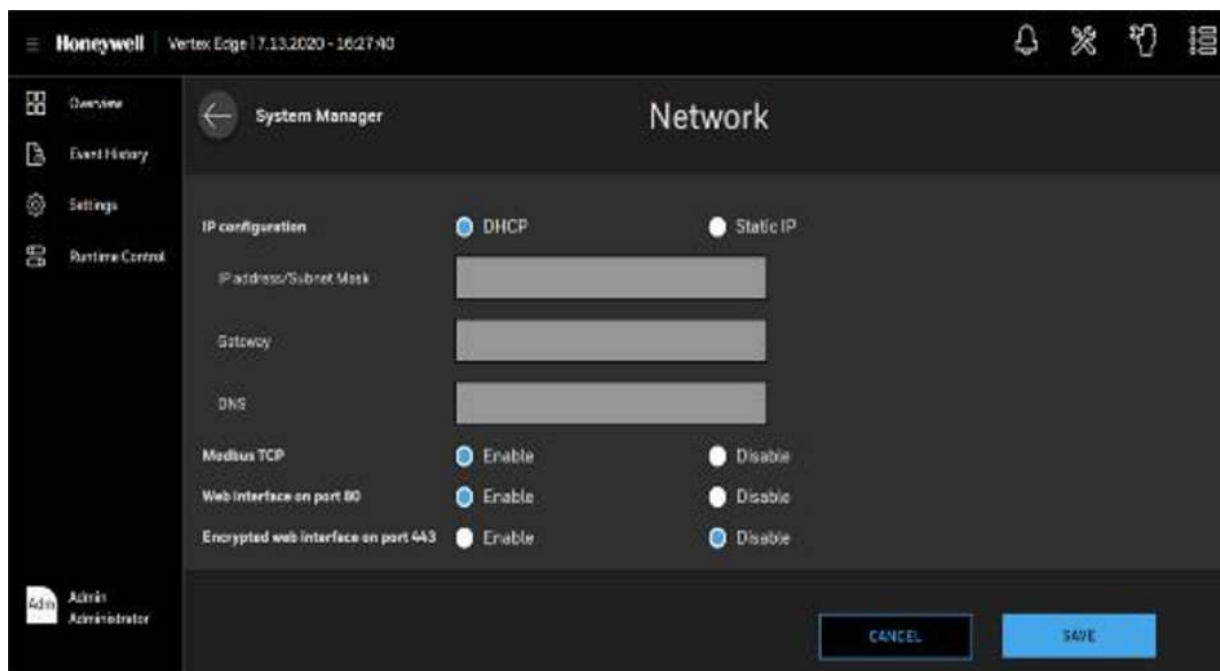 Honeywell Vertex Edge | 7.13.2020 - 16:27:40
Overview
Event History
Settings
Runtime Control
System Manager
Network
IP configuration DHCP Static IP
IP address/Subnet Mask
Gateway
DNS
Modbus TCP Enable Disable
Web interface on port 80 Enable Disable
Encrypted web interface on port 443 Enable Disable
Adm
Admin
Administrator
CANCEL SAVE